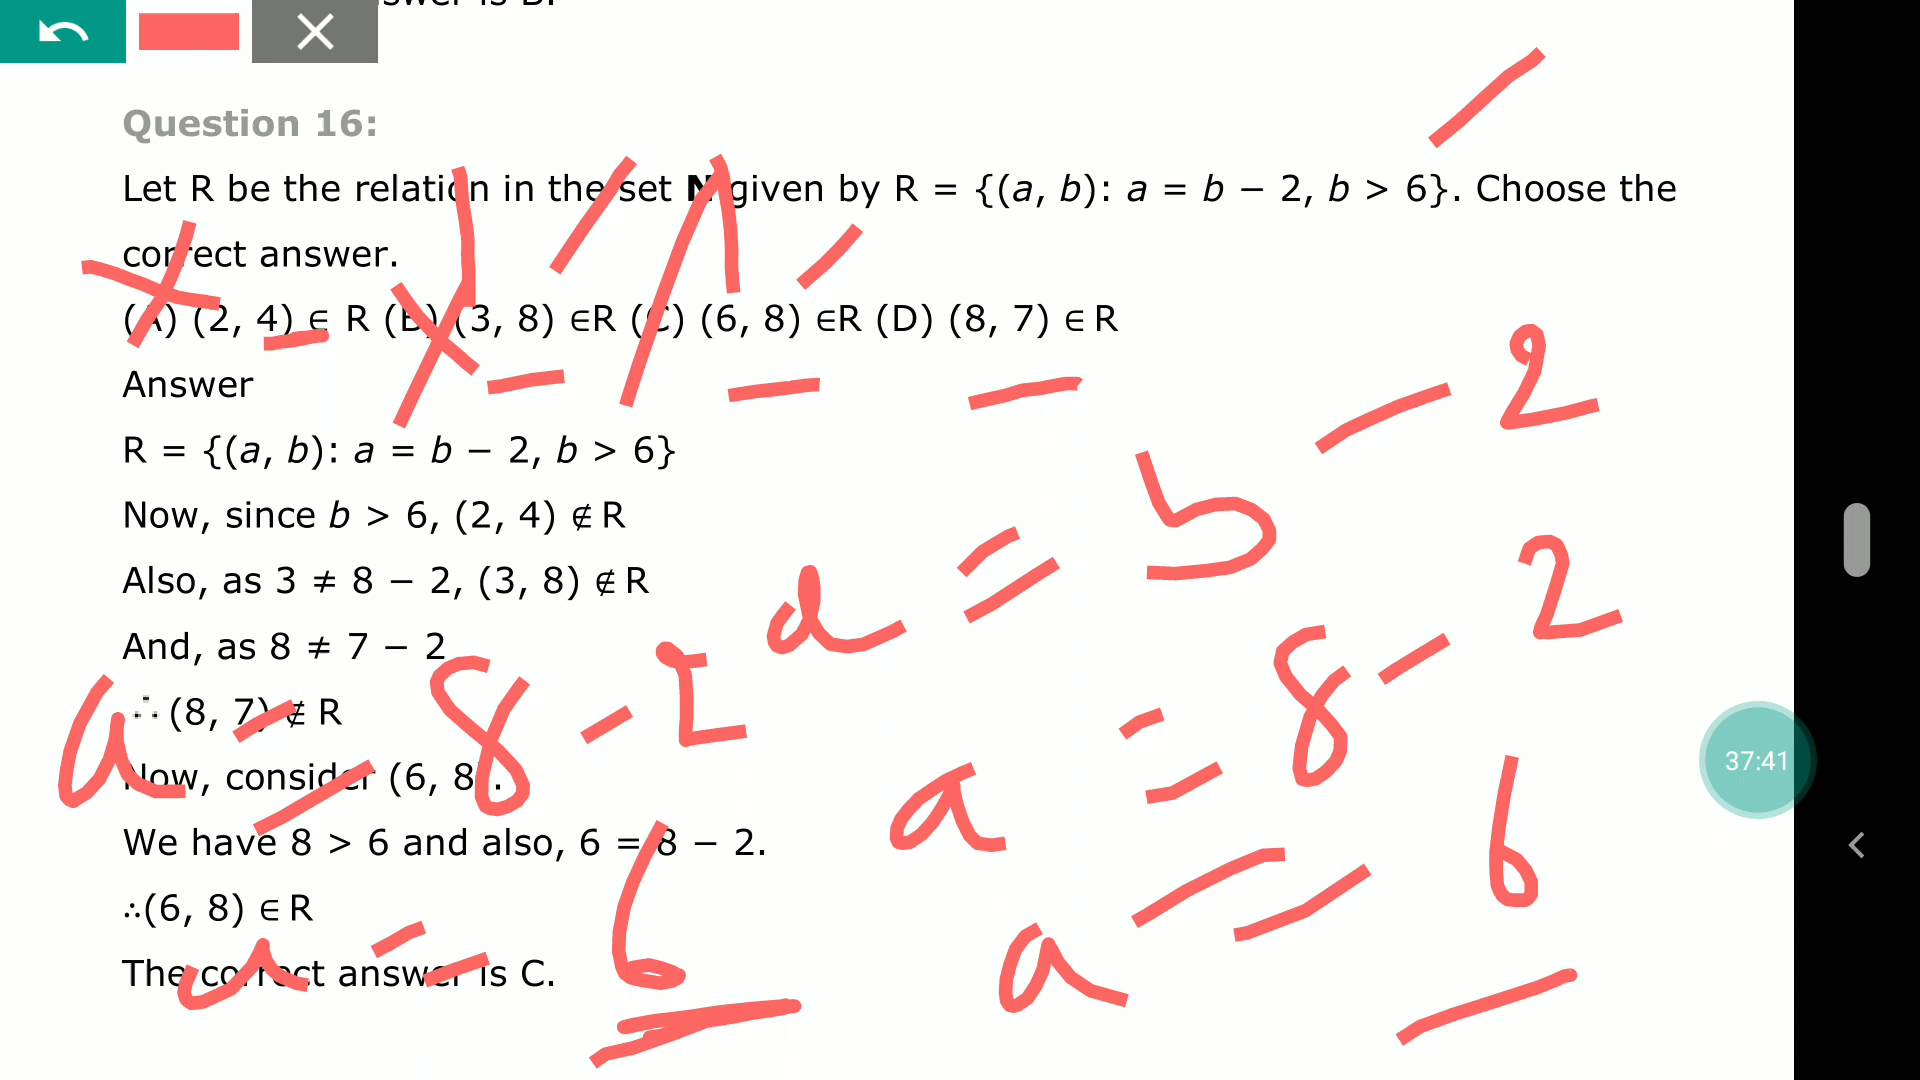 Question 16:
Let R be the relation in the set N given by R = {(a, b): a = b − 2, b > 6}. Choose the
correct answer.
(A) (2, 4) ∈ R (B) (3, 8) ∈R (C) (6, 8) ∈R (D) (8, 7) ∈ R
Answer
R = {(a, b): a = b − 2, b > 6}
Now, since b > 6, (2, 4) ∉ R
Also, as 3 ≠ 8 − 2, (3, 8) ∉ R
And, as 8 ≠ 7 − 2
∴ (8, 7) ∉ R
Now, consider (6, 8).
We have 8 > 6 and also, 6 = 8 − 2.
∴(6, 8) ∈ R
The correct answer is C.
a = b - 2
a = 8 - 2
a = 6
a = 8 - 2
a = 6
37:41